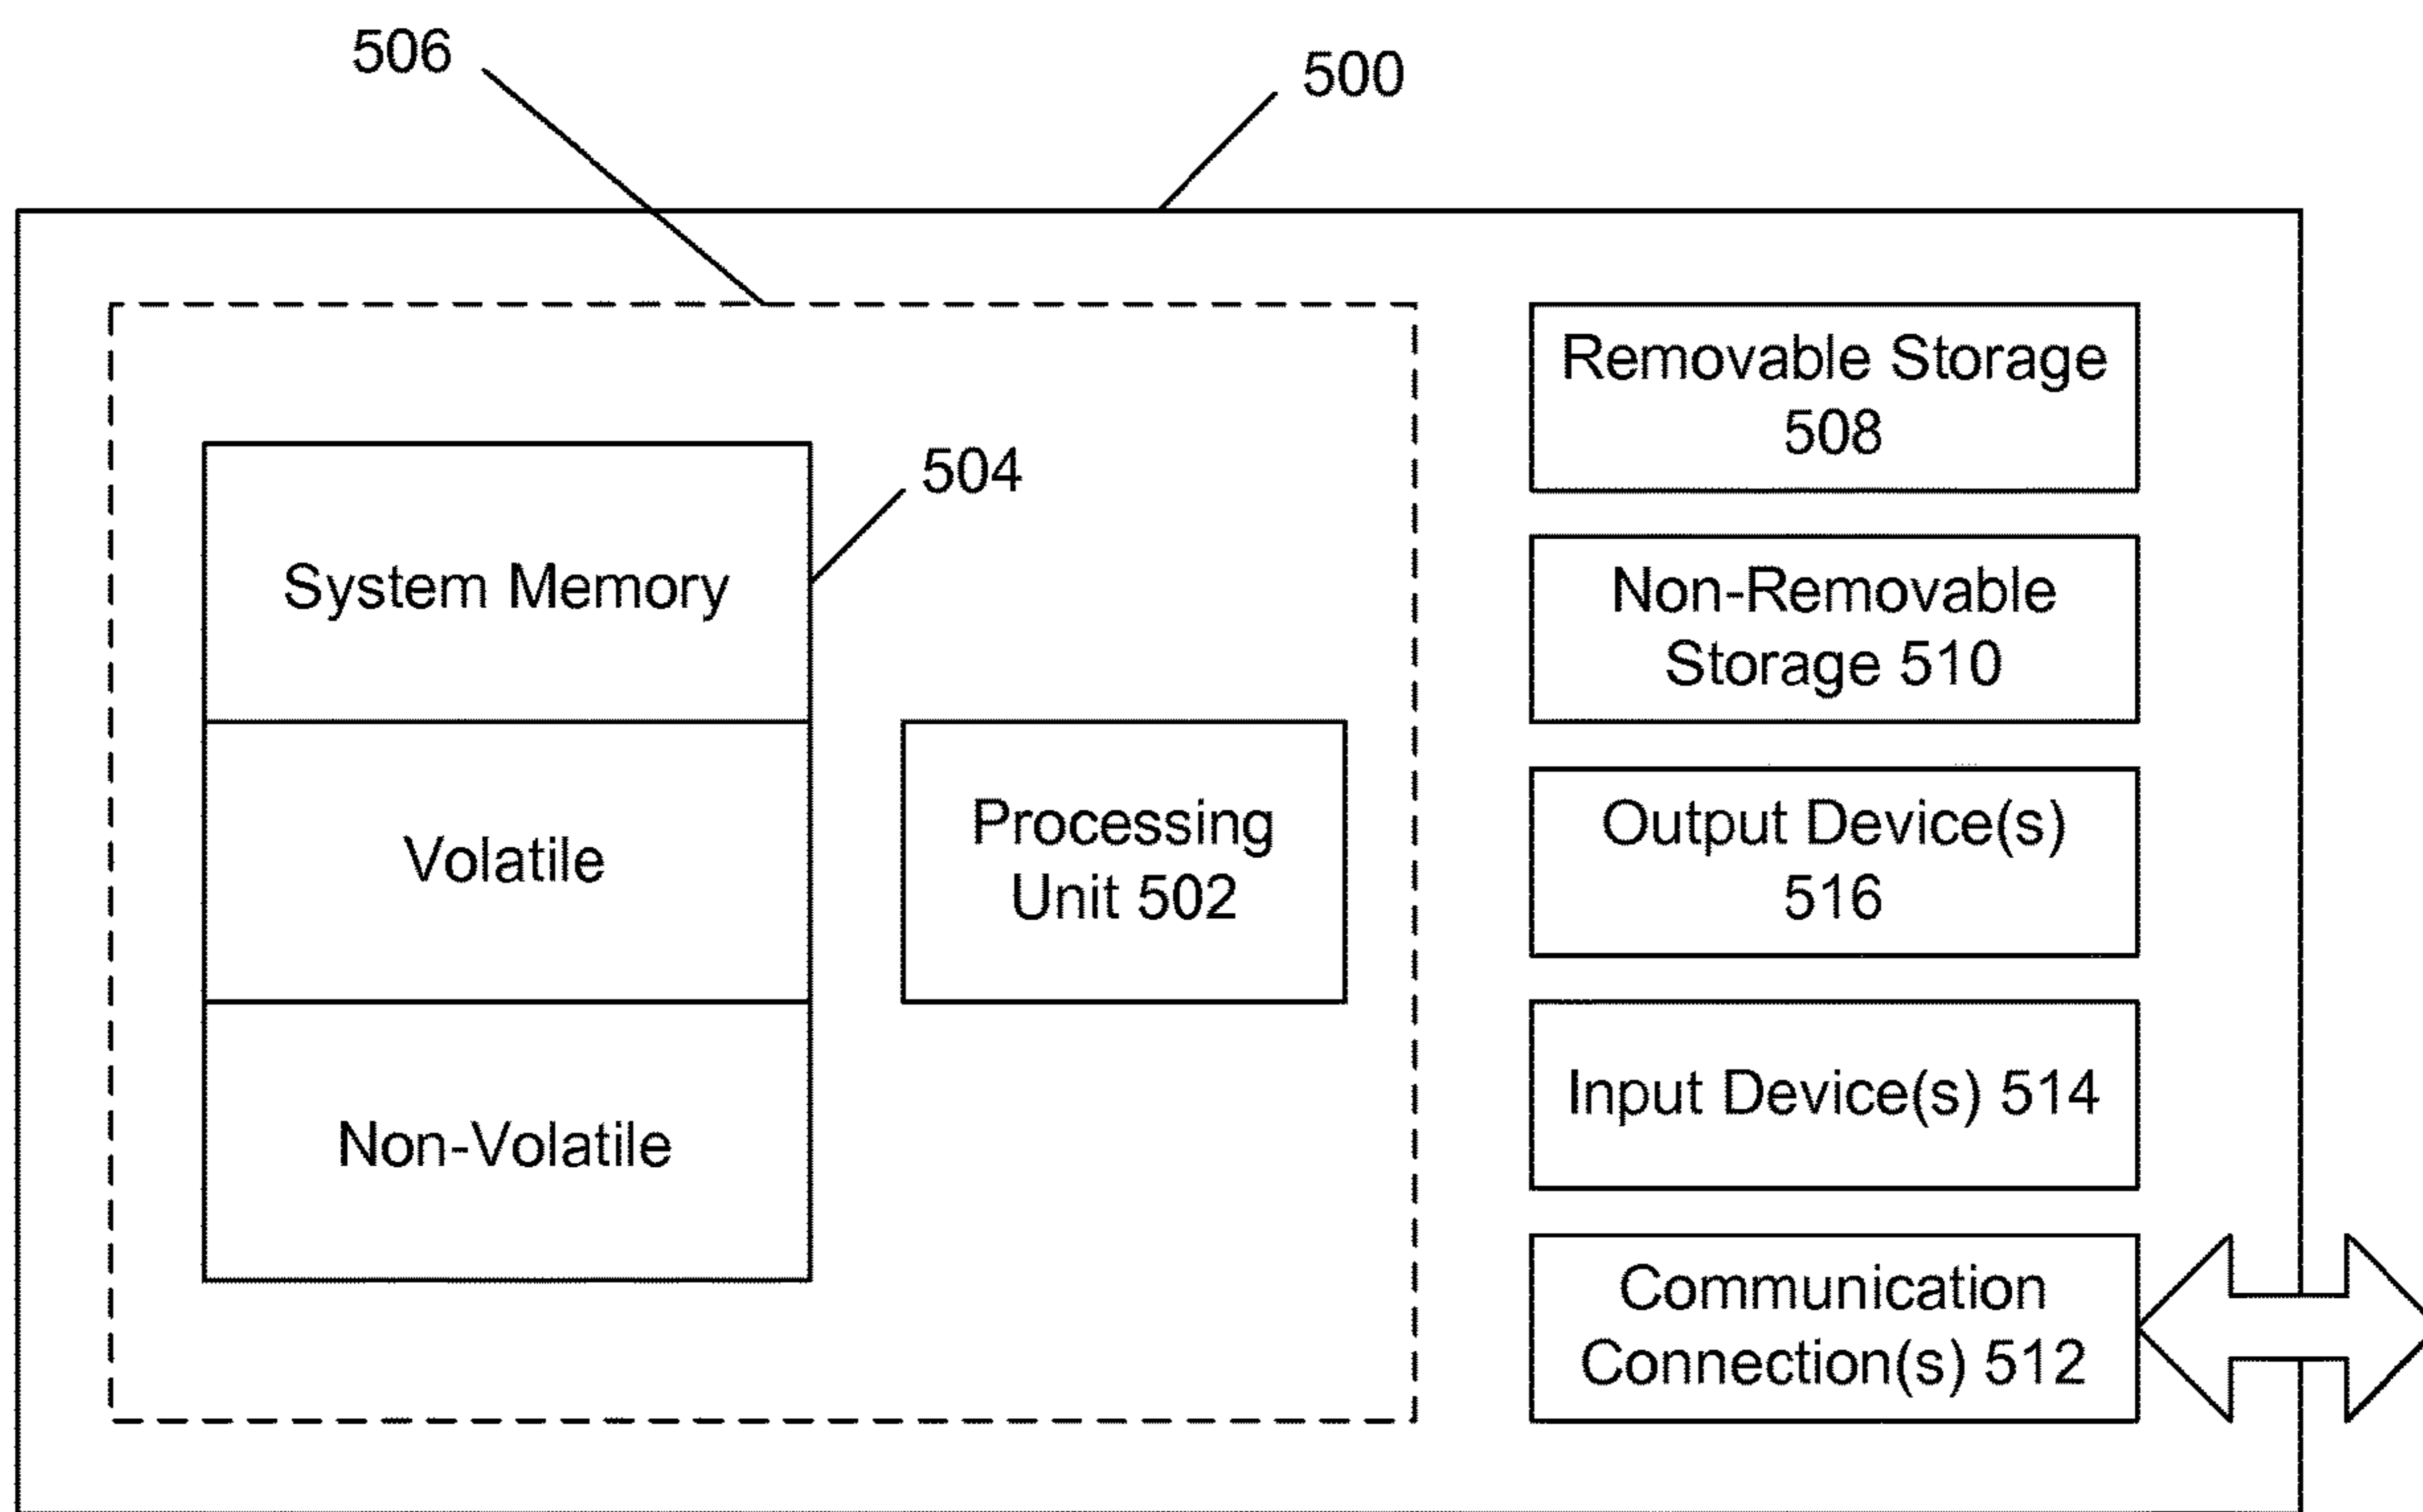 506
500
504
System Memory
Volatile
Non-Volatile
Processing
Unit 502
Removable Storage
508
Non-Removable
Storage 510
Output Device(s)
516
Input Device(s) 514
Communication
Connection(s) 512